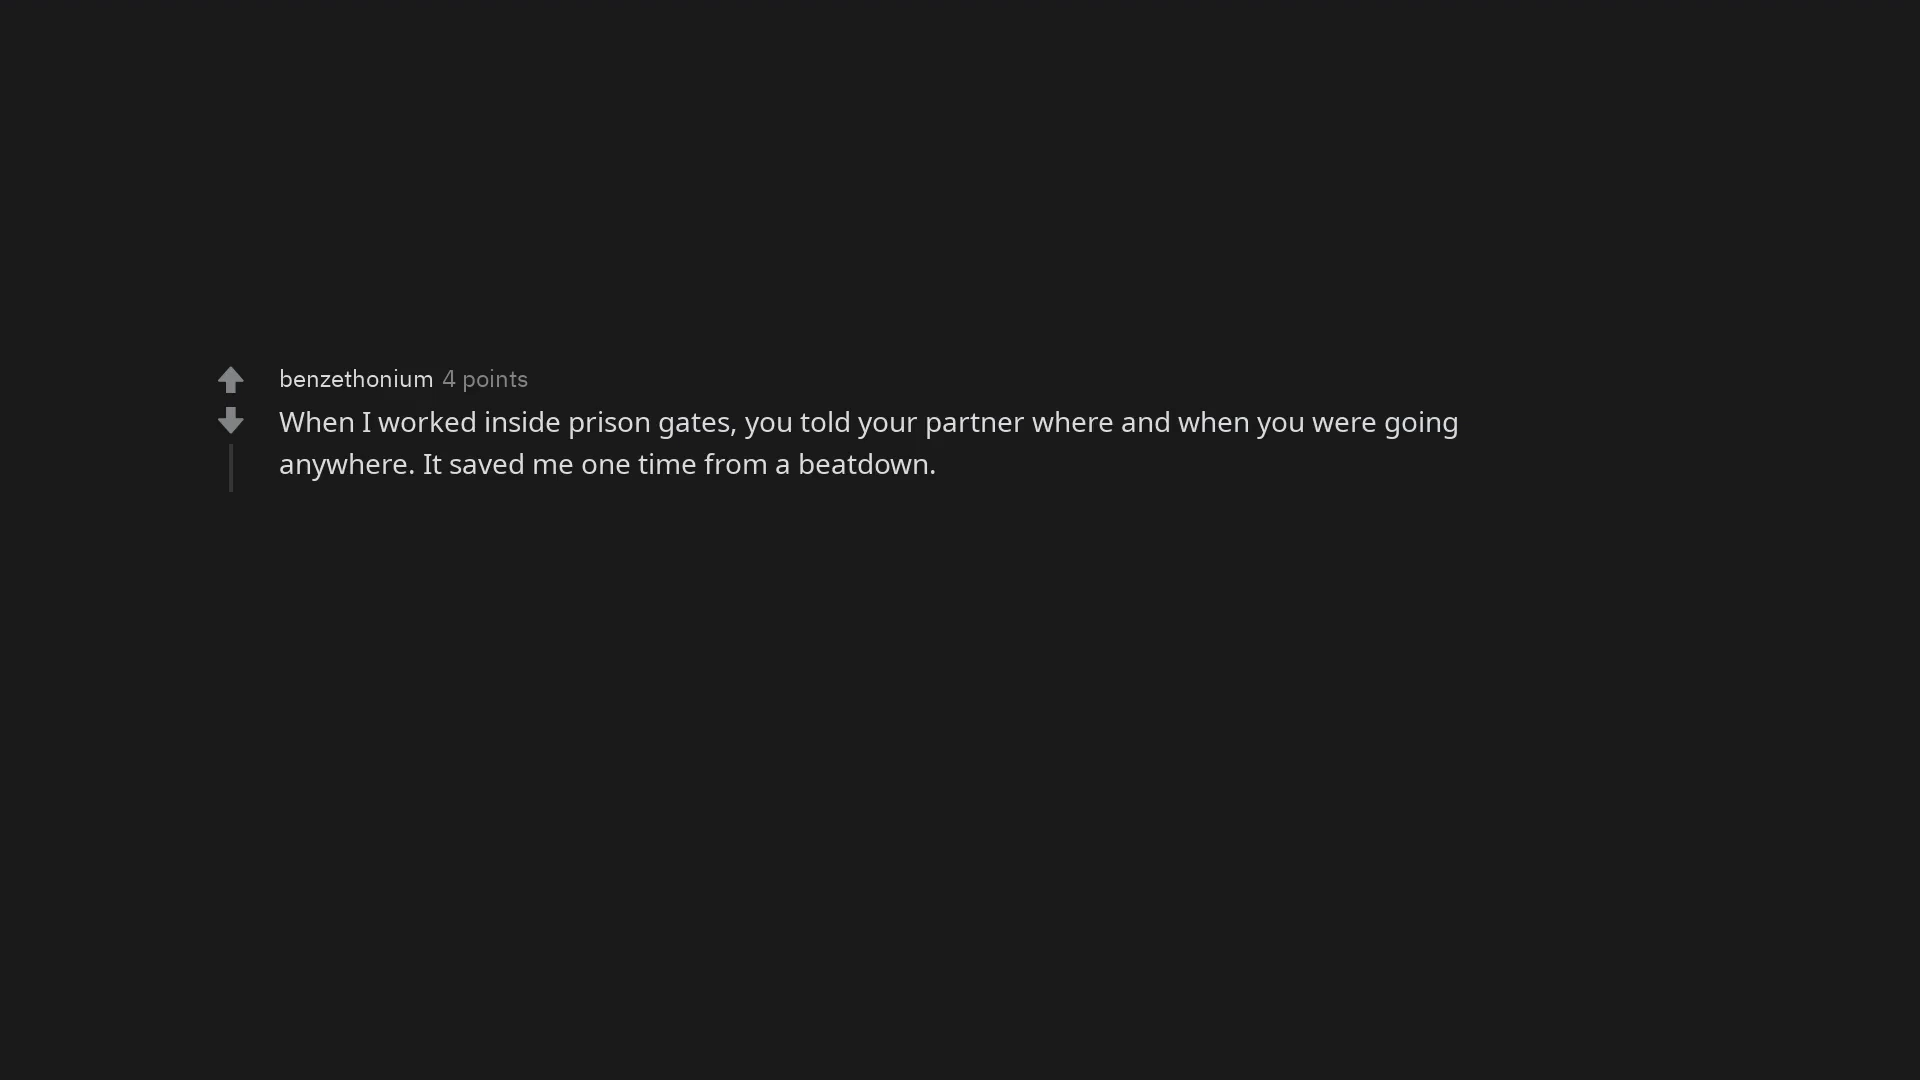 benzethonium 4 points
When I worked inside prison gates, you told your partner where and when you were going
anywhere. It saved me one time from a beatdown.